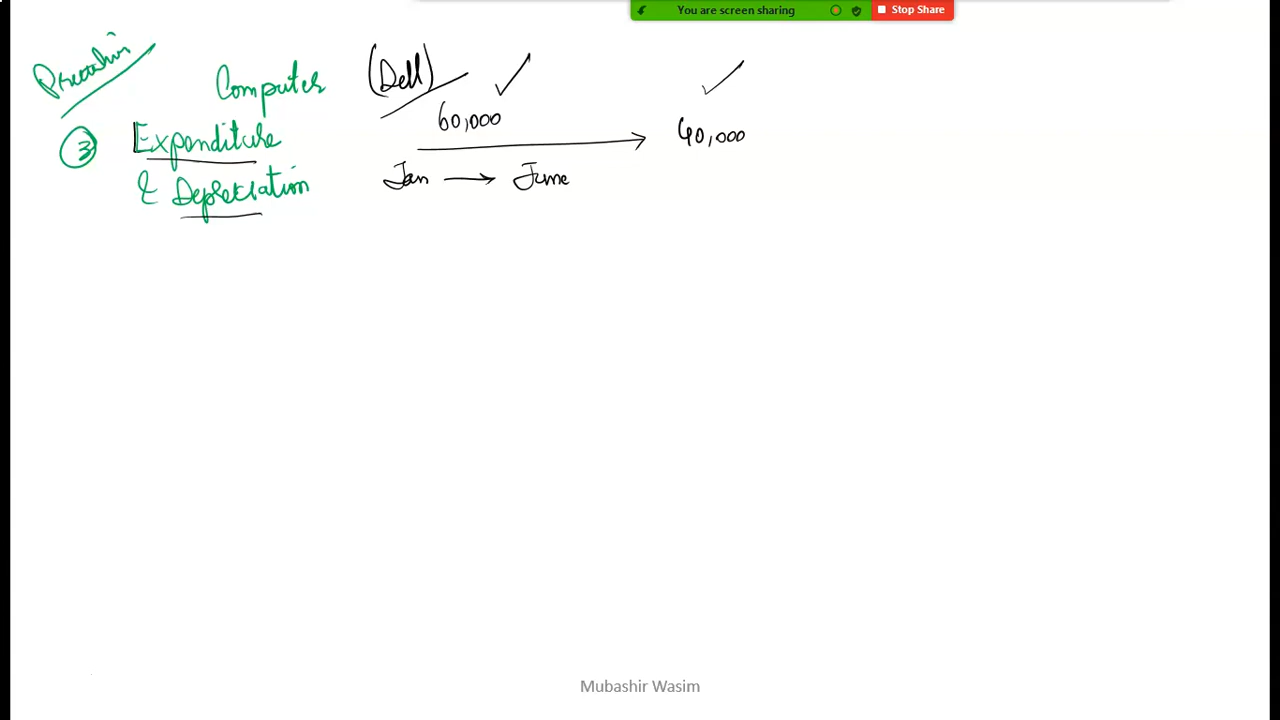 You are screen sharing
Stop Share
Computer (Dell)
60,000
40,000
3 Expenditure
& Depreciation
Jan → June
Mubashir Wasim